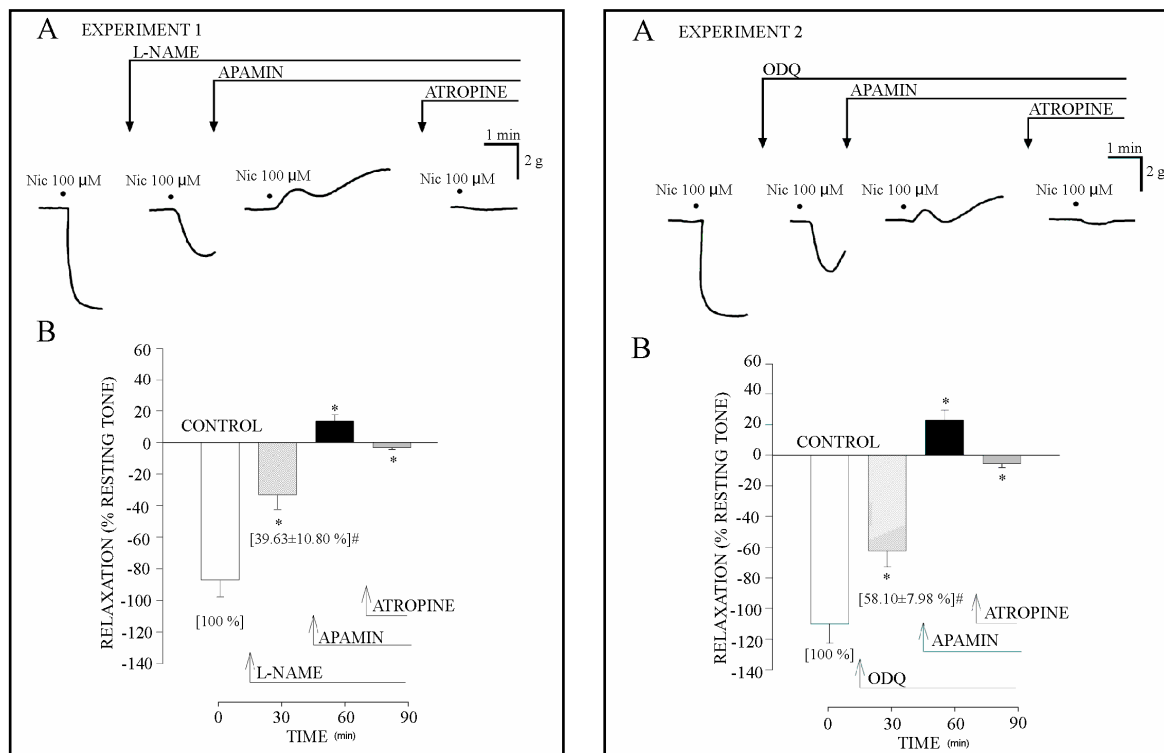 A EXPERIMENT 1
L-NAME
APAMIN
ATROPINE
1 min
2 g
Nic 100 µM Nic 100 µM Nic 100 µM Nic 100 µM
B
RELAXATION (% RESTING TONE)
60
40
20
0
-20
-40
-60
-80
-100
-120
-140
CONTROL
*
*
*
[39.63±10.80 %]#
[100 %]
ATROPINE
APAMIN
L-NAME
0 30 60 90
TIME (min)
A EXPERIMENT 2
ODQ
APAMIN
ATROPINE
1 min
2 g
Nic 100 µM Nic 100 µM Nic 100 µM Nic 100 µM
B
RELAXATION (% RESTING TONE)
60
40
20
0
-20
-40
-60
-80
-100
-120
-140
CONTROL
*
*
*
[58.10±7.98 %]#
[100 %]
ATROPINE
APAMIN
ODQ
0 30 60 90
TIME (min)